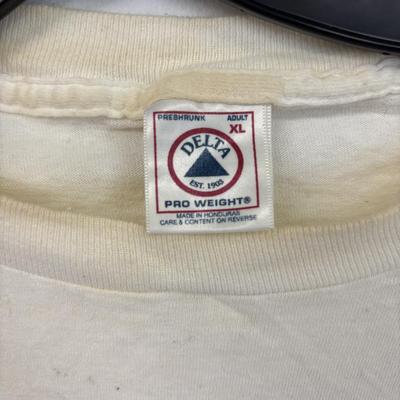 PRESHRUNK ADULT
XL
DELTA
EST. 1903
PRO WEIGHT®
MADE IN HONDURAS
CARE & CONTENT ON REVERSE